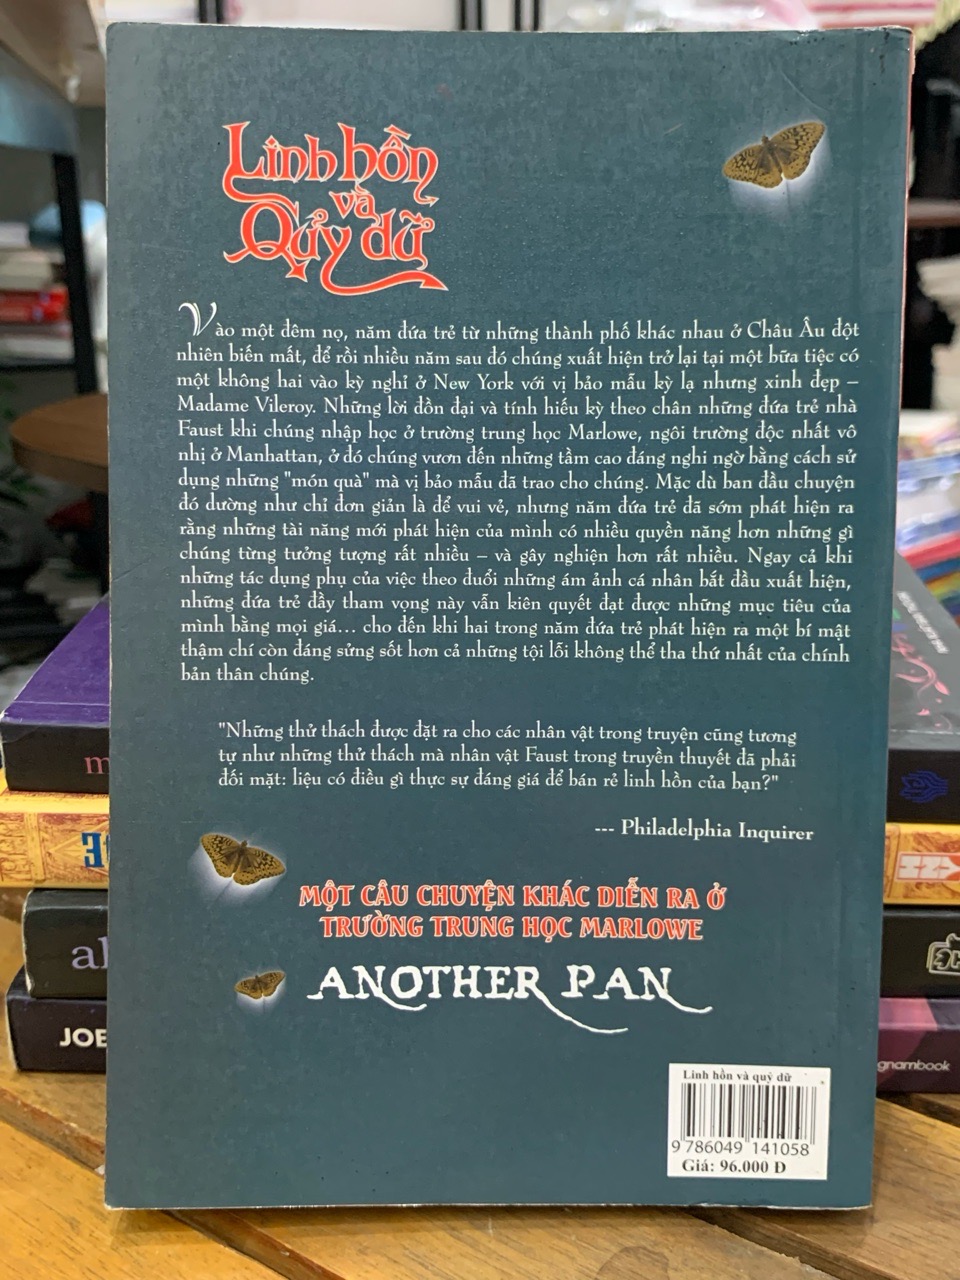 Linh hồn
và
Quỷ dữ
Vào một đêm nọ, năm đứa trẻ từ những thành phố khác nhau ở Châu Âu đột
nhiên biến mất, để rồi nhiều năm sau đó chúng xuất hiện trở lại tại một bữa tiệc có
một không hai vào kỳ nghỉ ở New York với vị bảo mẫu kỳ lạ nhưng xinh đẹp –
Madame Vileroy. Những lời đồn đại và tính hiếu kỳ theo chân những đứa trẻ nhà
Faust khi chúng nhập học ở trường trung học Marlowe, ngôi trường độc nhất vô
nhị ở Manhattan, ở đó chúng vươn đến những tầm cao đáng nghi ngờ bằng cách sử
dụng những "món quà" mà vị bảo mẫu đã trao cho chúng. Mặc dù ban đầu chuyện
đó dường như chỉ đơn giản là để vui vẻ, nhưng năm đứa trẻ đã sớm phát hiện ra
rằng những tài năng mới phát hiện của mình có nhiều quyền năng hơn những gì
chúng từng tưởng tượng rất nhiều – và gây nghiện hơn rất nhiều. Ngay cả khi
những tác dụng phụ của việc theo đuổi những ám ảnh cá nhân bắt đầu xuất hiện,
những đứa trẻ đầy tham vọng này vẫn kiên quyết đạt được những mục tiêu của
mình bằng mọi giá... cho đến khi hai trong năm đứa trẻ phát hiện ra một bí mật
thậm chí còn đáng sửng sốt hơn cả những tội lỗi không thể tha thứ nhất của chính
bản thân chúng.
"Những thử thách được đặt ra cho các nhân vật trong truyện cũng tương
tự như những thử thách mà nhân vật Faust trong truyền thuyết đã phải
đối mặt: liệu có điều gì thực sự đáng giá để bán rẻ linh hồn của bạn?"
--- Philadelphia Inquirer
MỘT CÂU CHUYỆN KHÁC DIỄN RA Ở
TRƯỜNG TRUNG HỌC MARLOWE
ANOTHER PAN
Linh hồn và quỷ dữ
9 786049 141058
Giá: 96.000 Đ
m
al
JOE
gnambook